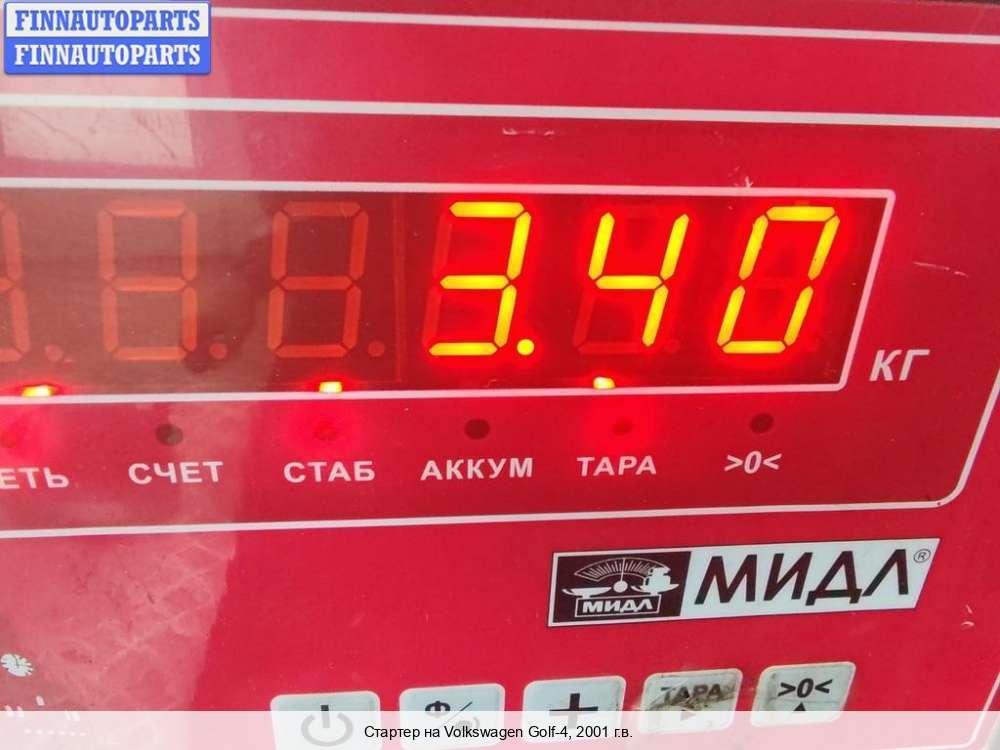 FINNAUTOPARTS
FINNAUTOPARTS
3.40
КГ
СЧЕТ
СТАБ
АККУМ
ТАРА
>0<
МИДЛ
МИДЛ®
ТАРА
>0<
Стартер на Volkswagen Golf-4, 2001 г.в.